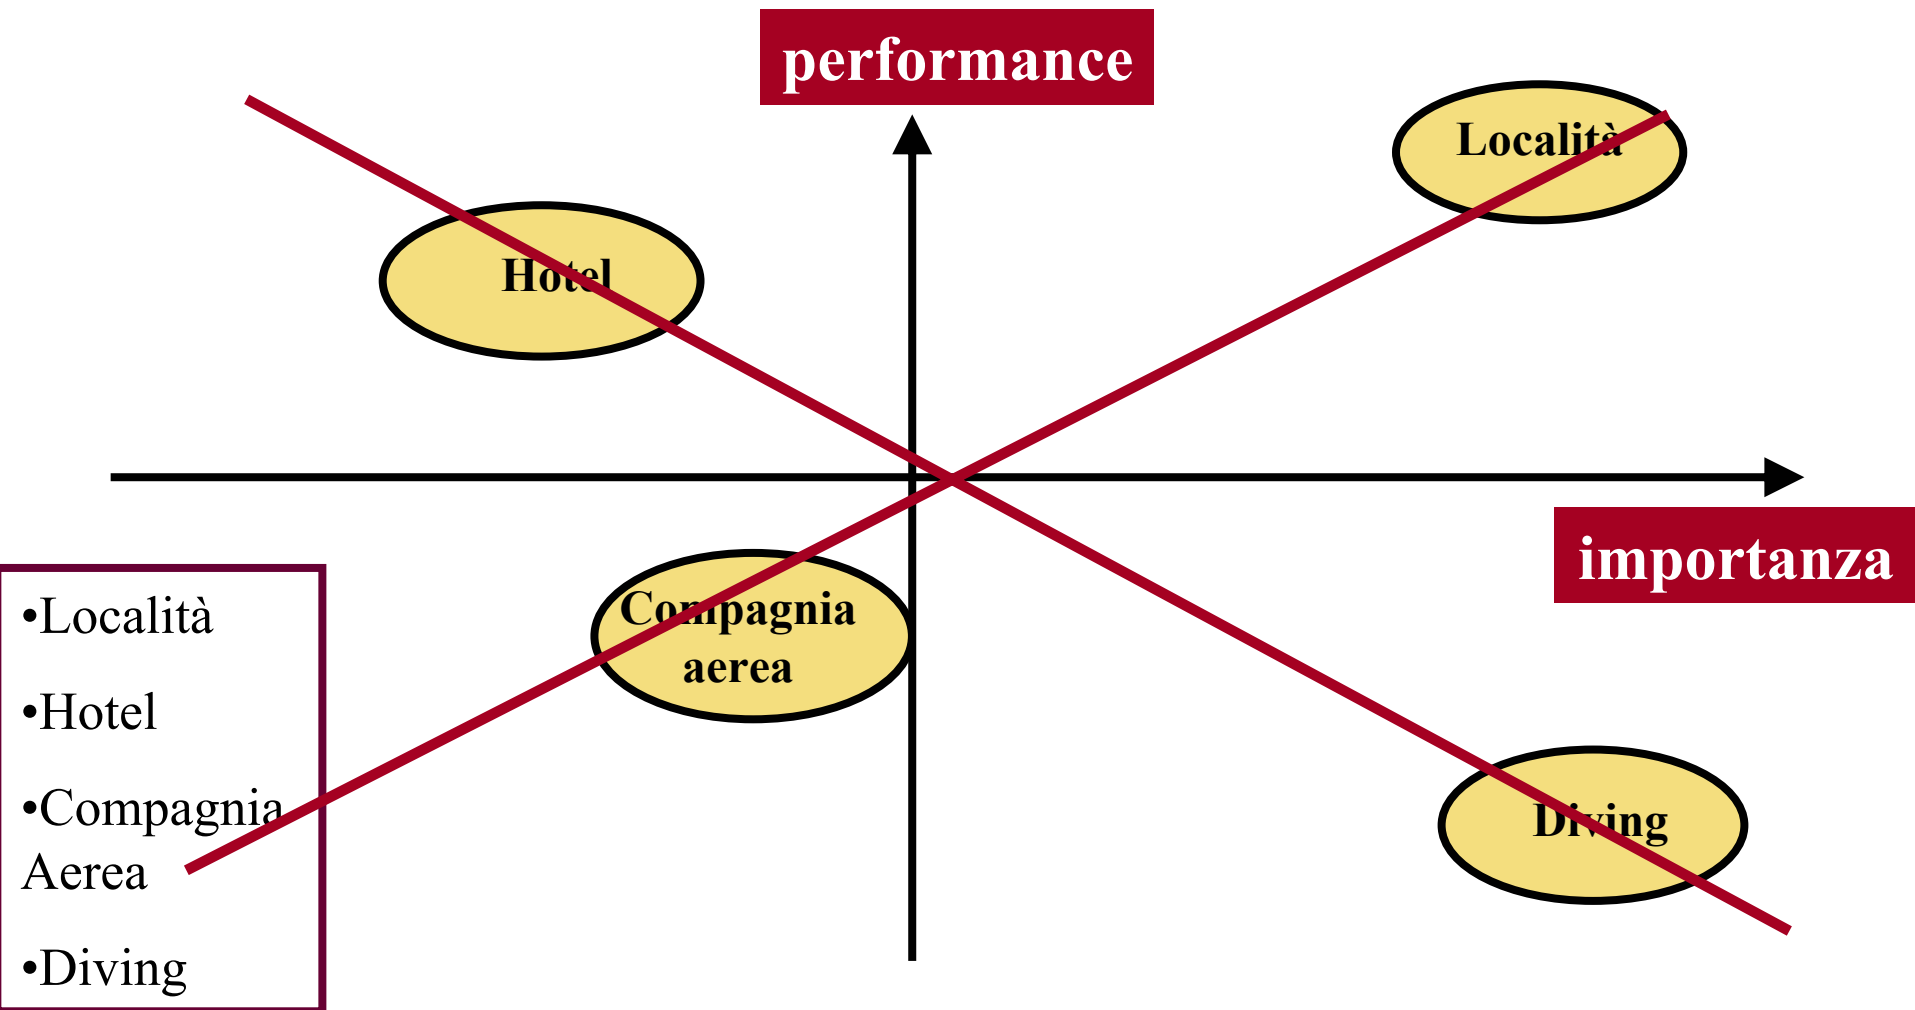 performance
Località
Hotel
importanza
Compagnia
aerea
Diving
•Località
•Hotel
•Compagnia
Aerea
•Diving